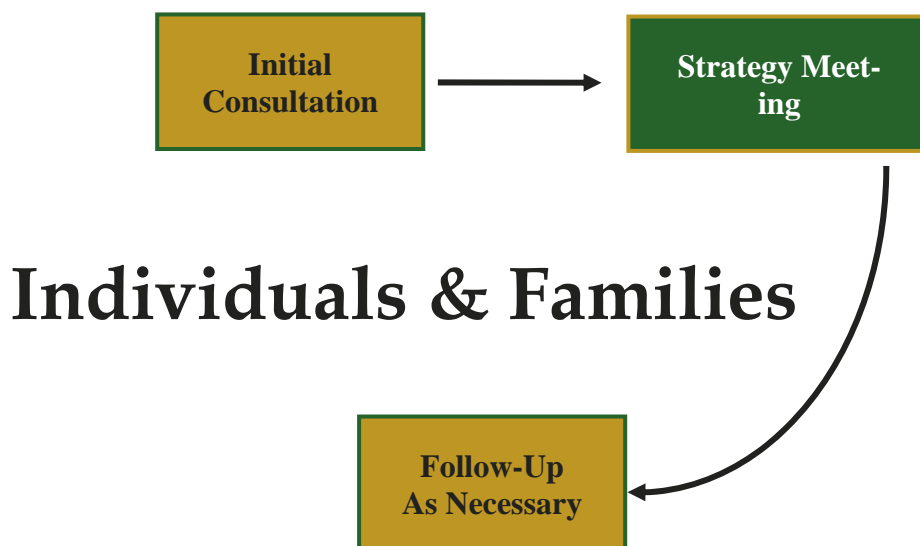 Initial
Consultation
Strategy Meet-
ing
Individuals & Families
Follow-Up
As Necessary